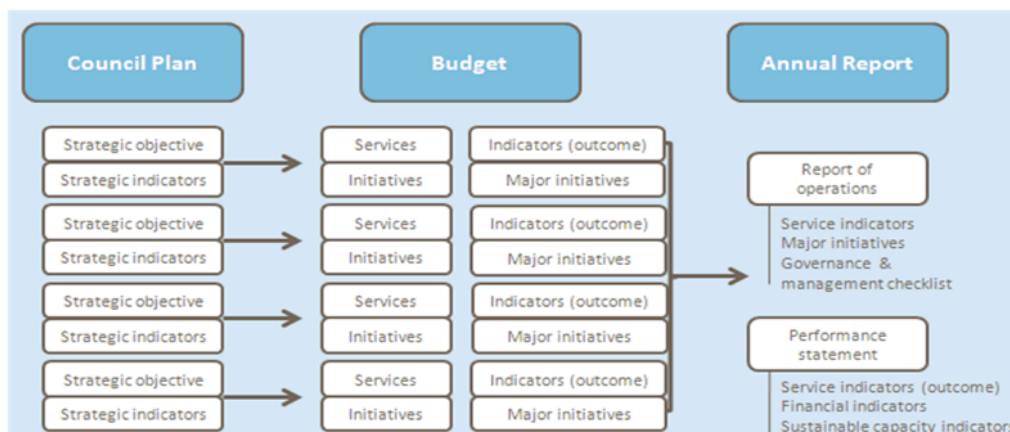 Council Plan
Budget
Annual Report
Strategic objective
Strategic indicators
Services
Initiatives
Indicators (outcome)
Major initiatives
Strategic objective
Strategic indicators
Services
Initiatives
Indicators (outcome)
Major initiatives
Strategic objective
Strategic indicators
Services
Initiatives
Indicators (outcome)
Major initiatives
Strategic objective
Strategic indicators
Services
Initiatives
Indicators (outcome)
Major initiatives
Report of
operations
Service indicators
Major initiatives
Governance &
management checklist
Performance
statement
Service indicators (outcome)
Financial indicators
Sustainable capacity indicators